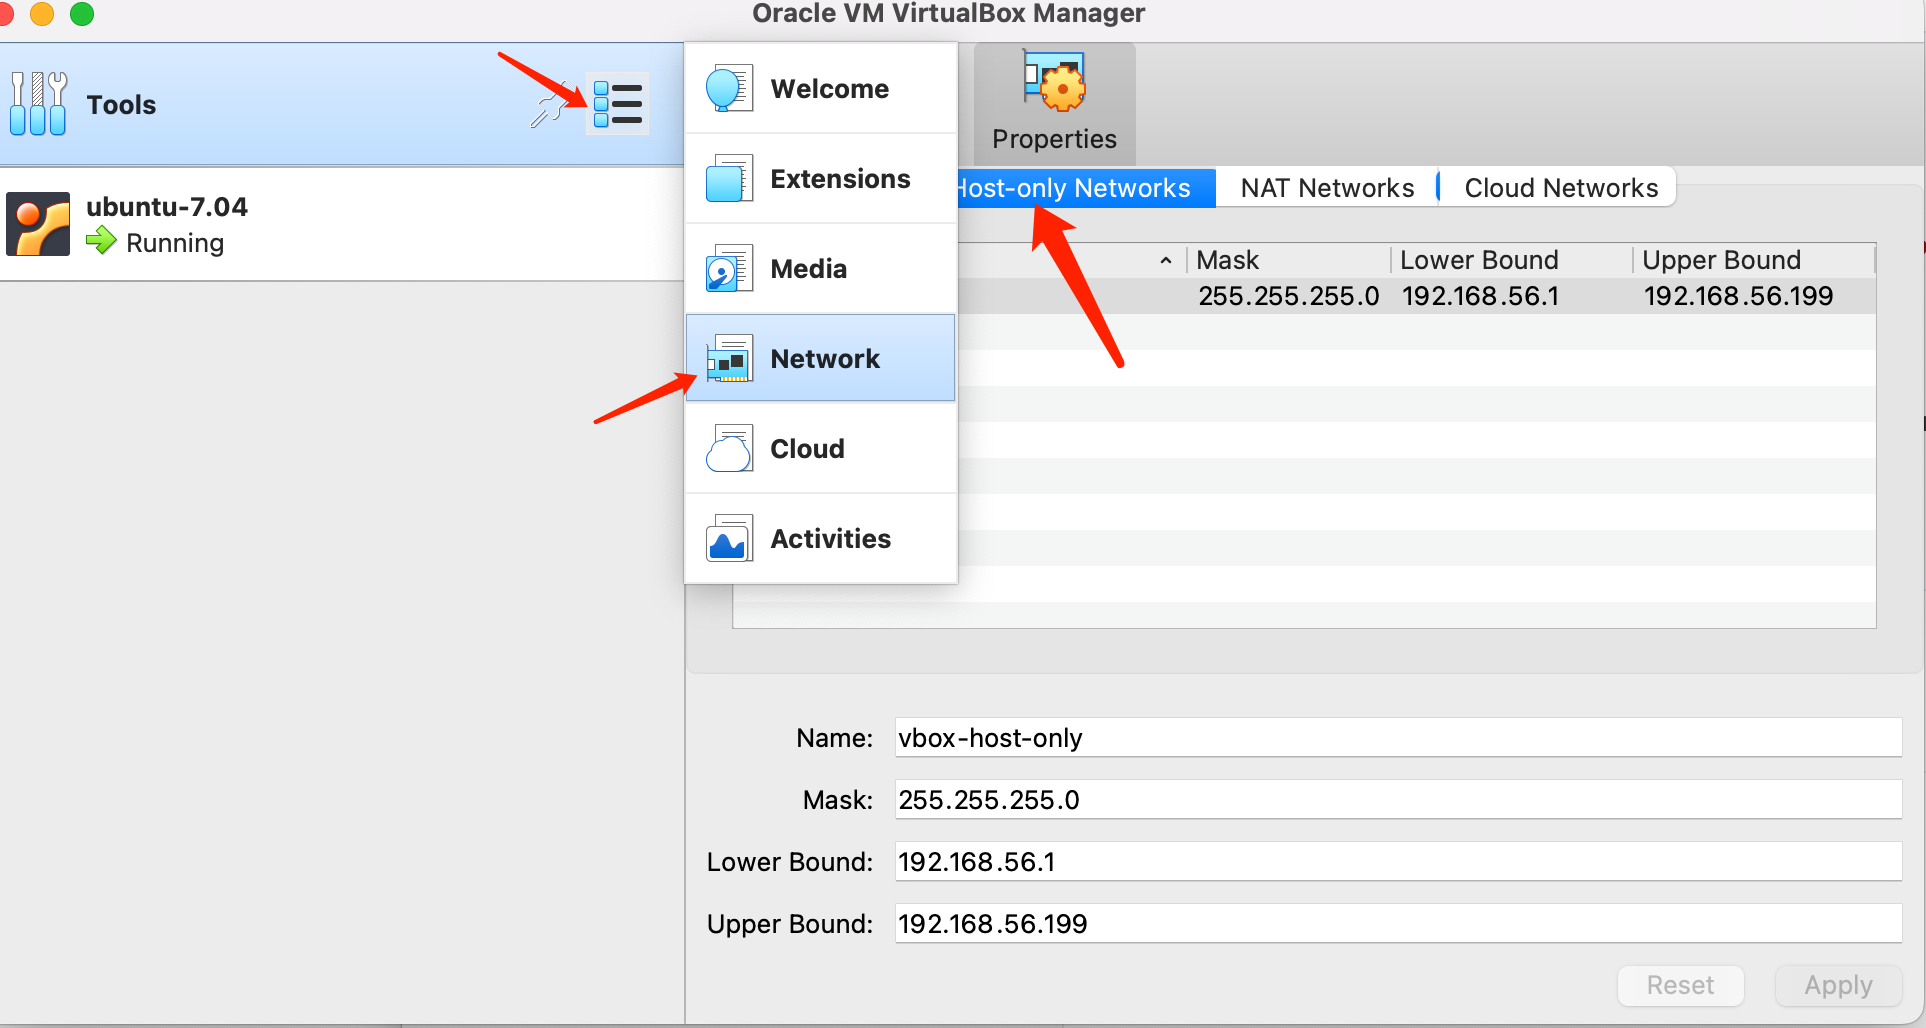 Oracle VM VirtualBox Manager
Tools
ubuntu-7.04
Running
Welcome
Extensions
Media
Network
Cloud
Activities
Properties
Host-only Networks
NAT Networks
Cloud Networks
Mask
Lower Bound
Upper Bound
255.255.255.0
192.168.56.1
192.168.56.199
Name: vbox-host-only
Mask: 255.255.255.0
Lower Bound: 192.168.56.1
Upper Bound: 192.168.56.199
Reset
Apply